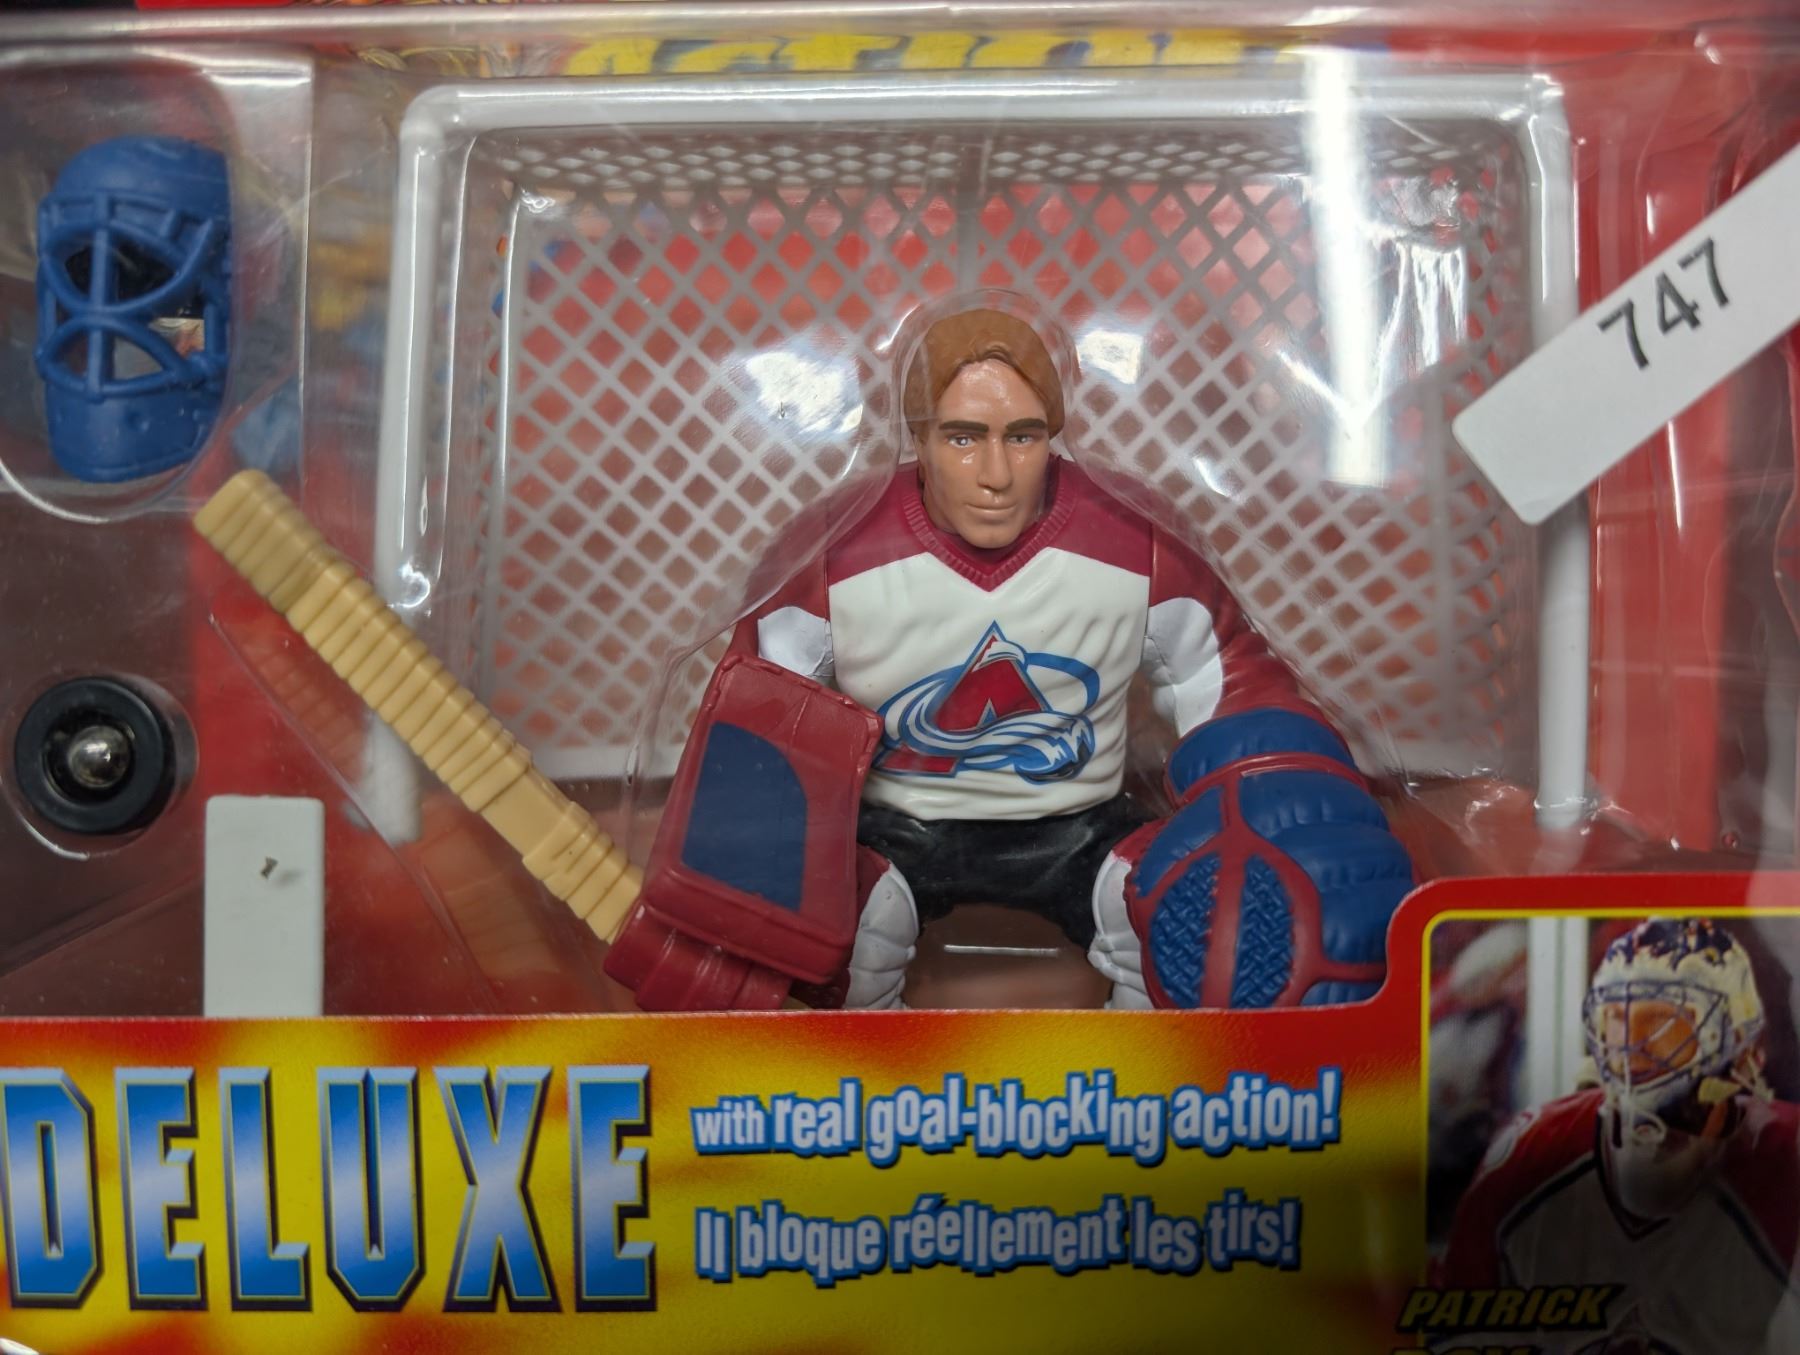 747
DELUXE
with real goal-blocking action!
Il bloque réellement les tirs!
PATRICK